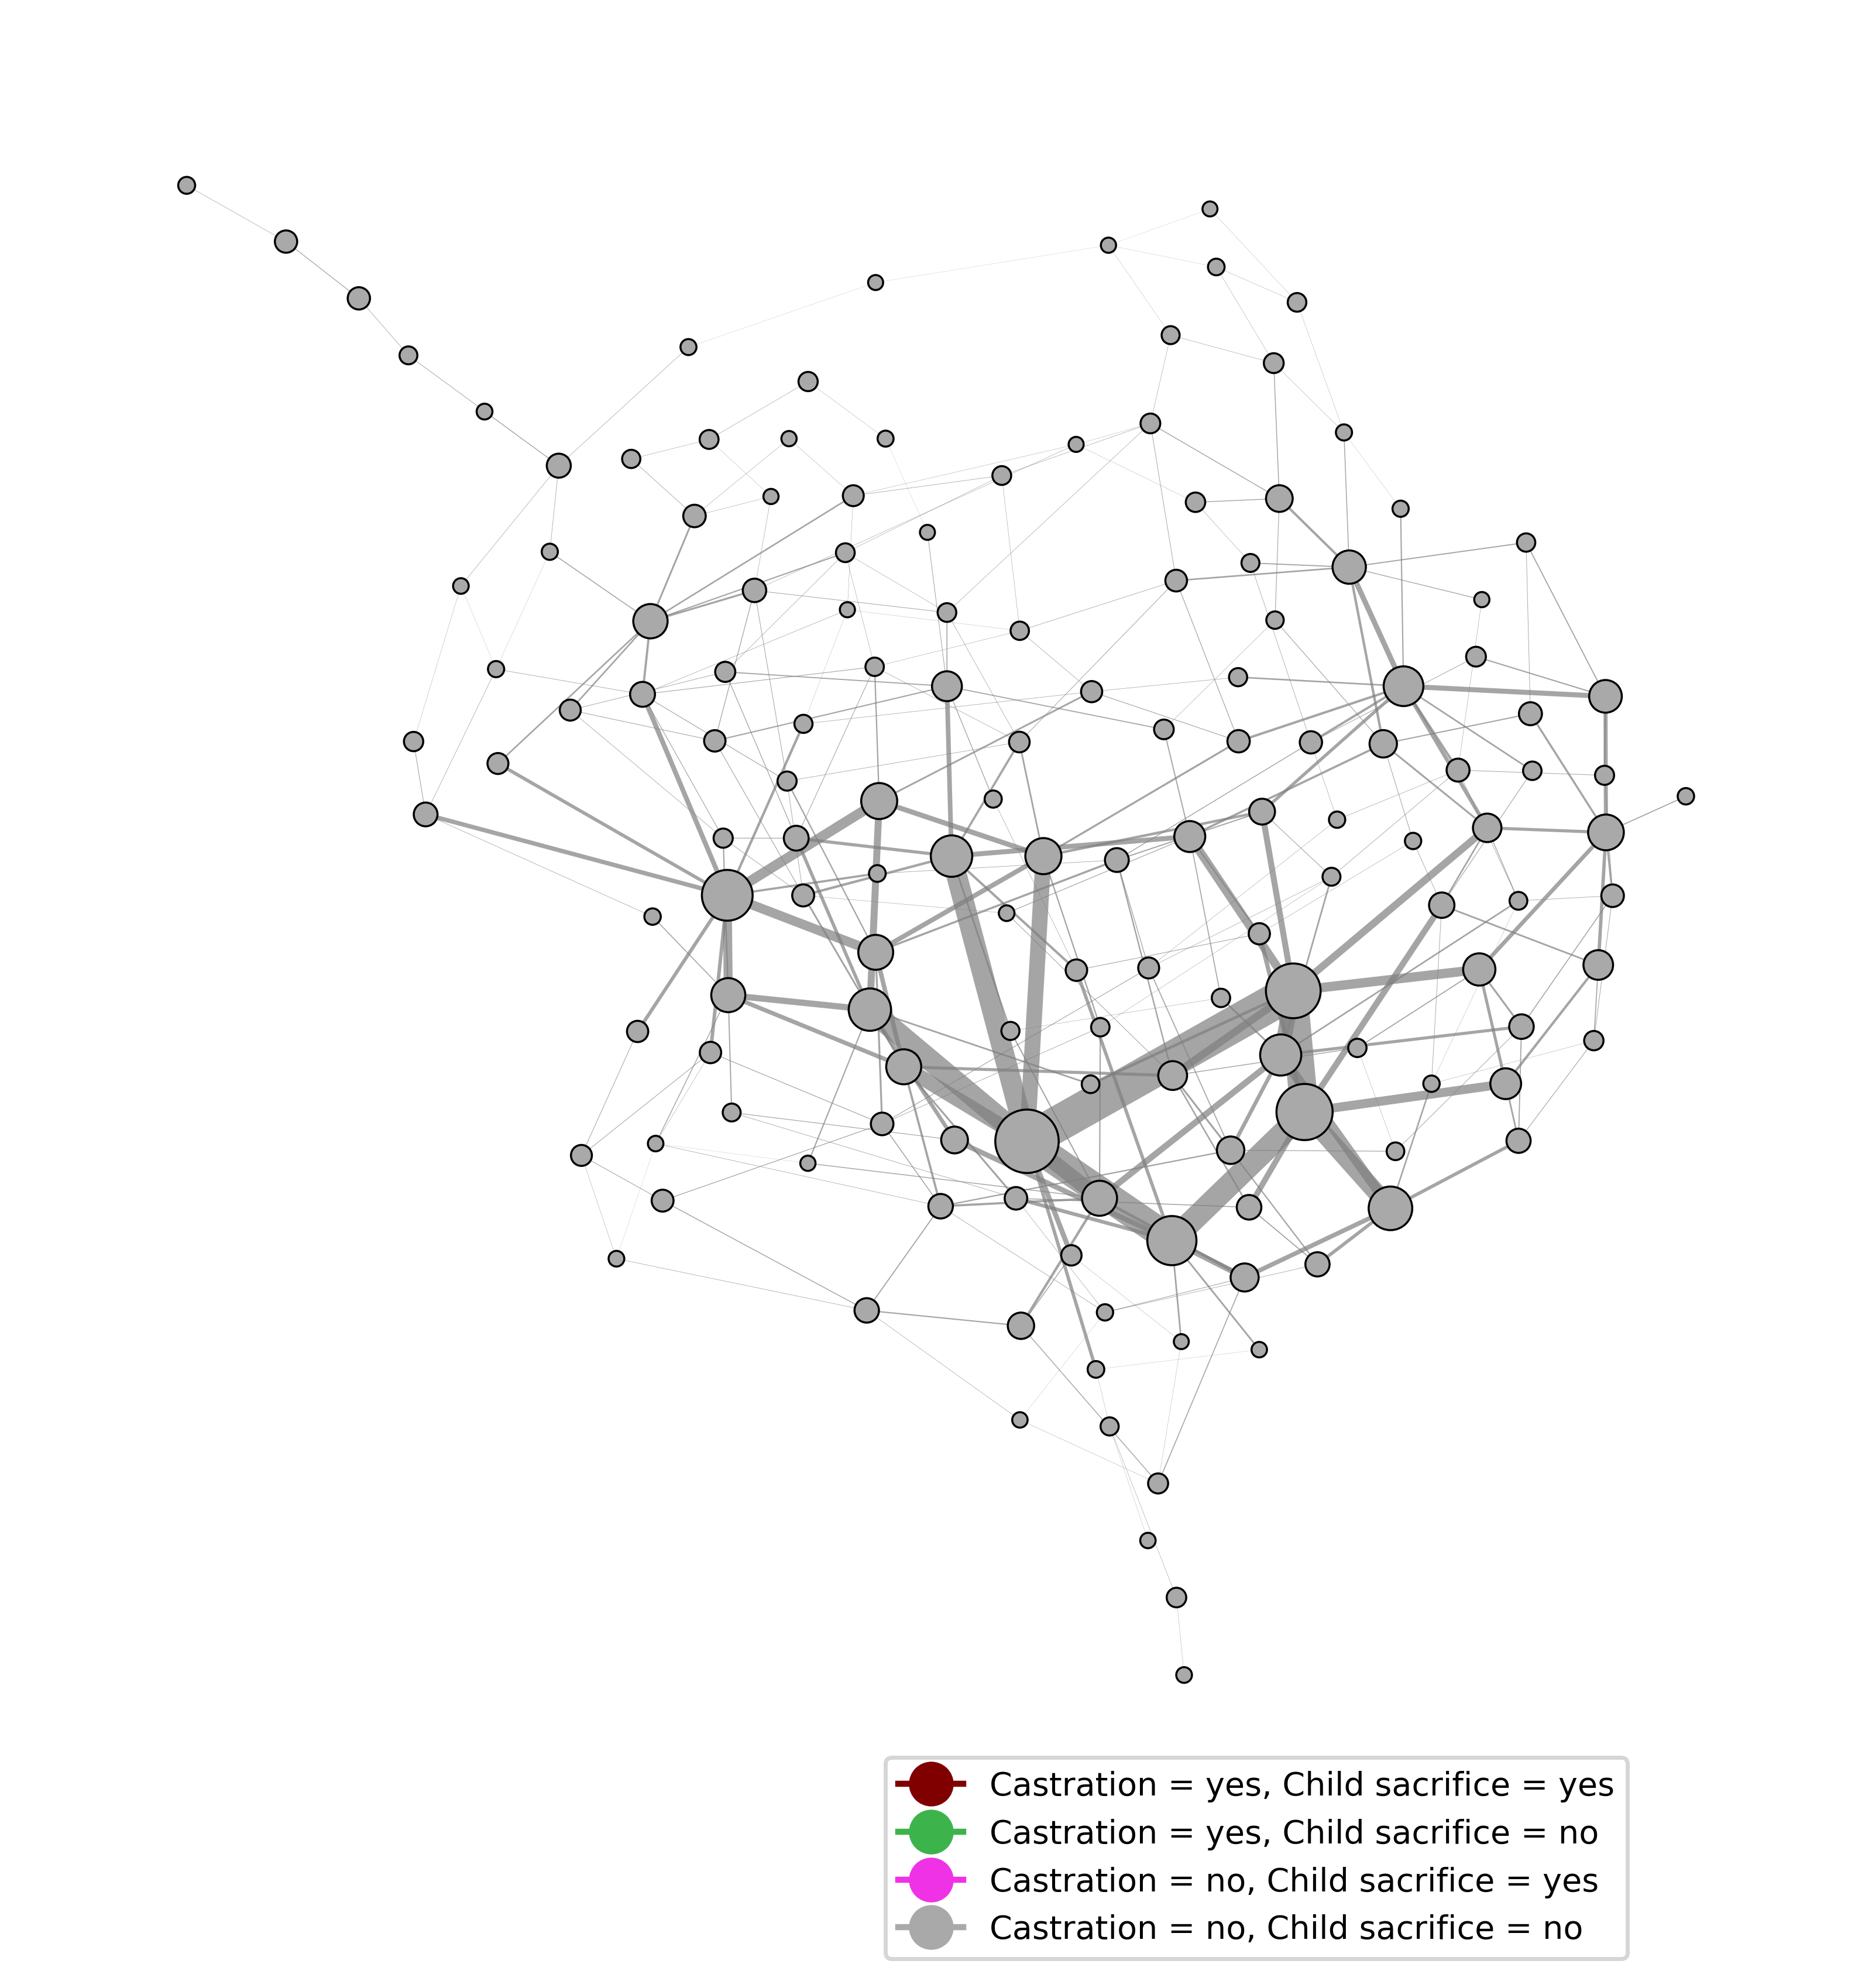 Castration = yes, Child sacrifice = yes
Castration = yes, Child sacrifice = no
Castration = no, Child sacrifice = yes
Castration = no, Child sacrifice = no